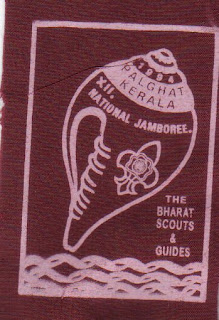 1994
PALGHAT
KERALA
XII
NATIONAL JAMBOREE.
THE
BHARAT
SCOUTS
&
GUIDES